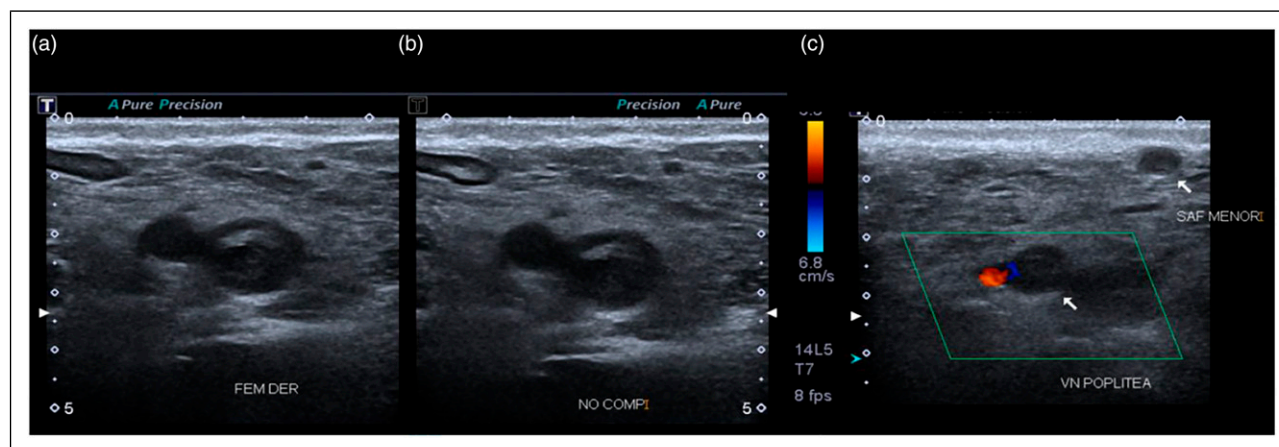 (a)
(b)
(c)
T A Pure Precision
T Precision A Pure
0
0
0
6.8
cm/s
SAF MENORI
14L5
T7
8 fps
FEM DER
NO COMPI
VN POPLITEA
5
5